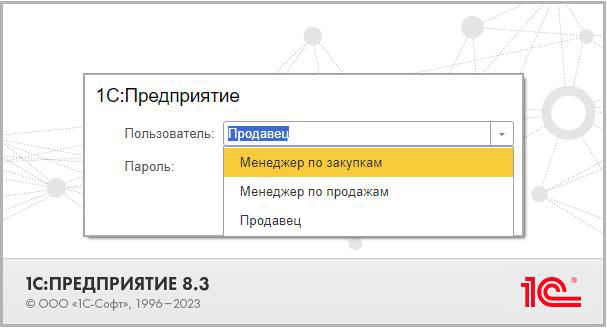 1С:Предприятие
Пользователь: Продавец
Менеджер по закупкам
Пароль:
Менеджер по продажам
Продавец
1С:ПРЕДПРИЯТИЕ 8.3
© ООО «1С-Софт», 1996–2023
1С®